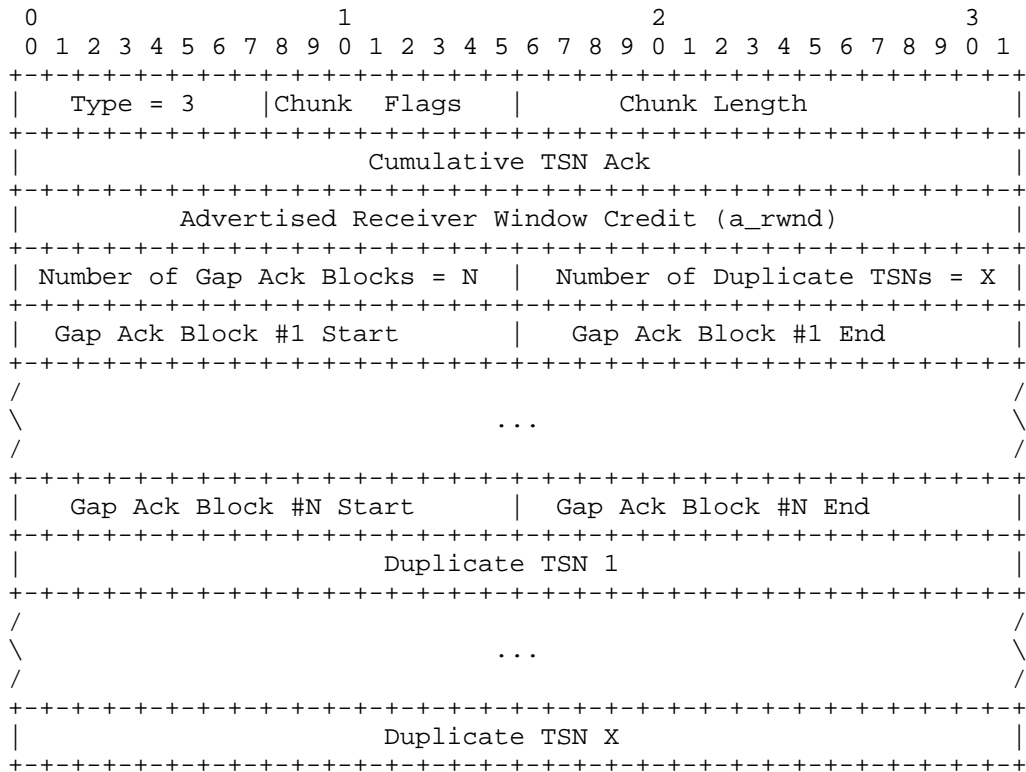 0                   1                   2                   3
 0 1 2 3 4 5 6 7 8 9 0 1 2 3 4 5 6 7 8 9 0 1 2 3 4 5 6 7 8 9 0 1
+-+-+-+-+-+-+-+-+-+-+-+-+-+-+-+-+-+-+-+-+-+-+-+-+-+-+-+-+-+-+-+-+
|   Type = 3    |Chunk  Flags   |      Chunk Length             |
+-+-+-+-+-+-+-+-+-+-+-+-+-+-+-+-+-+-+-+-+-+-+-+-+-+-+-+-+-+-+-+-+
|                      Cumulative TSN Ack                       |
+-+-+-+-+-+-+-+-+-+-+-+-+-+-+-+-+-+-+-+-+-+-+-+-+-+-+-+-+-+-+-+-+
|          Advertised Receiver Window Credit (a_rwnd)           |
+-+-+-+-+-+-+-+-+-+-+-+-+-+-+-+-+-+-+-+-+-+-+-+-+-+-+-+-+-+-+-+-+
| Number of Gap Ack Blocks = N  |  Number of Duplicate TSNs = X |
+-+-+-+-+-+-+-+-+-+-+-+-+-+-+-+-+-+-+-+-+-+-+-+-+-+-+-+-+-+-+-+-+
|  Gap Ack Block #1 Start       |   Gap Ack Block #1 End        |
+-+-+-+-+-+-+-+-+-+-+-+-+-+-+-+-+-+-+-+-+-+-+-+-+-+-+-+-+-+-+-+-+
/                                                               /
\                              ...                              \
/                                                               /
+-+-+-+-+-+-+-+-+-+-+-+-+-+-+-+-+-+-+-+-+-+-+-+-+-+-+-+-+-+-+-+-+
|   Gap Ack Block #N Start      |  Gap Ack Block #N End         |
+-+-+-+-+-+-+-+-+-+-+-+-+-+-+-+-+-+-+-+-+-+-+-+-+-+-+-+-+-+-+-+-+
|                       Duplicate TSN 1                         |
+-+-+-+-+-+-+-+-+-+-+-+-+-+-+-+-+-+-+-+-+-+-+-+-+-+-+-+-+-+-+-+-+
/                                                               /
\                              ...                              \
/                                                               /
+-+-+-+-+-+-+-+-+-+-+-+-+-+-+-+-+-+-+-+-+-+-+-+-+-+-+-+-+-+-+-+-+
|                       Duplicate TSN X                         |
+-+-+-+-+-+-+-+-+-+-+-+-+-+-+-+-+-+-+-+-+-+-+-+-+-+-+-+-+-+-+-+-+